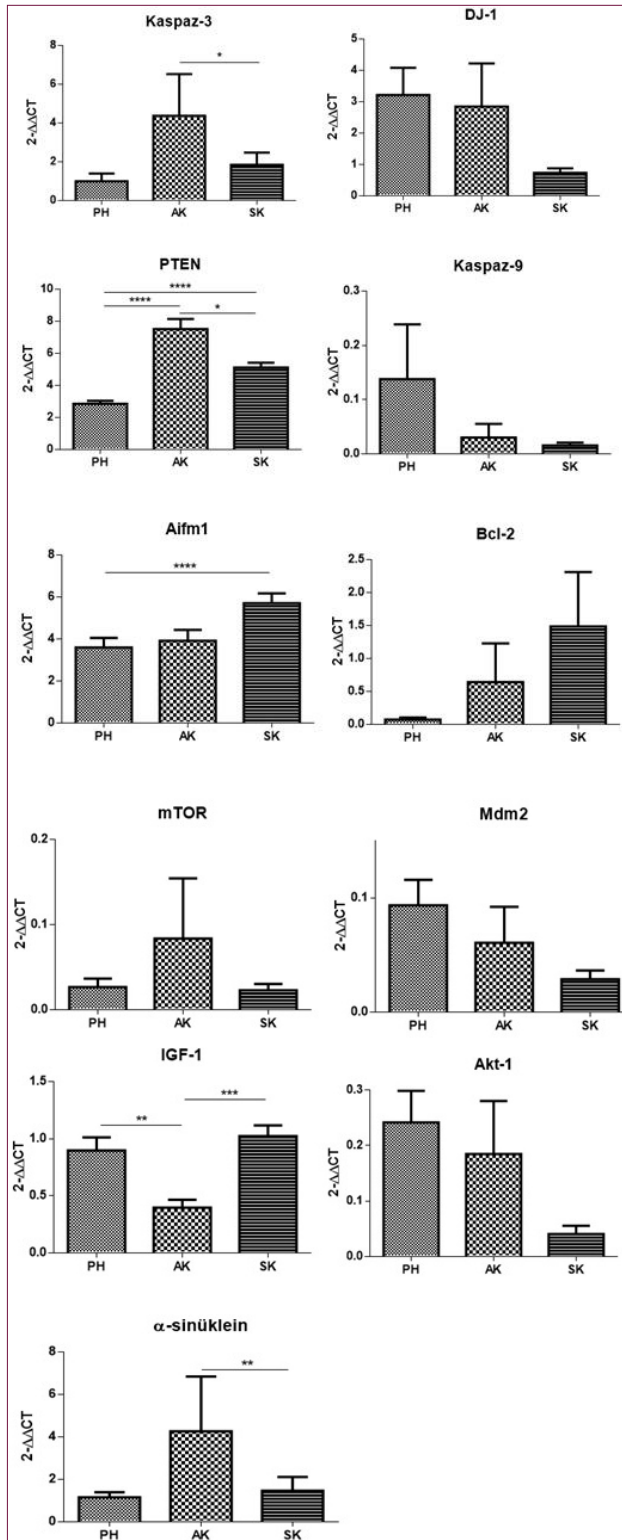 Kaspaz-3
*
8
6
4
2
0
2-ΔΔCT
PH AK SK
DJ-1
5
4
3
2
1
0
2-ΔΔCT
PH AK SK
PTEN
****
**** *
10
8
6
4
2
0
2-ΔΔCT
PH AK SK
Kaspaz-9
0.3
0.2
0.1
0.0
2-ΔΔCT
PH AK SK
Aifm1
****
8
6
4
2
0
2-ΔΔCT
PH AK SK
Bcl-2
2.5
2.0
1.5
1.0
0.5
0.0
2-ΔΔCT
PH AK SK
mTOR
0.2
0.1
0.0
2-ΔΔCT
PH AK SK
Mdm2
0.1
0.0
2-ΔΔCT
PH AK SK
IGF-1
** ***
1.5
1.0
0.5
0.0
2-ΔΔCT
PH AK SK
Akt-1
0.3
0.2
0.1
0.0
2-ΔΔCT
PH AK SK
α-sinüklein
**
8
6
4
2
0
2-ΔΔCT
PH AK SK